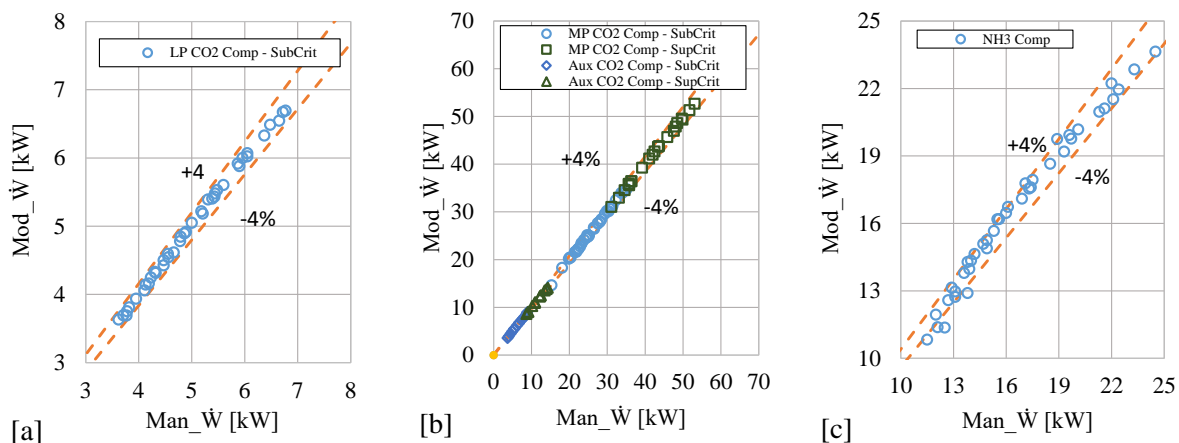 8
7
6
5
4
3
3 4 5 6 7 8
LP CO2 Comp - SubCrit
+4
-4%
Mod_Ẇ [kW]
Man_Ẇ [kW]
[a]
70
60
50
40
30
20
10
0
0 10 20 30 40 50 60 70
MP CO2 Comp - SubCrit
MP CO2 Comp - SupCrit
Aux CO2 Comp - SubCrit
Aux CO2 Comp - SupCrit
+4%
-4%
Mod_Ẇ [kW]
Man_Ẇ [kW]
[b]
25
22
19
16
13
10
10 13 16 19 22 25
NH3 Comp
+4%
-4%
Mod_Ẇ [kW]
Man_Ẇ [kW]
[c]